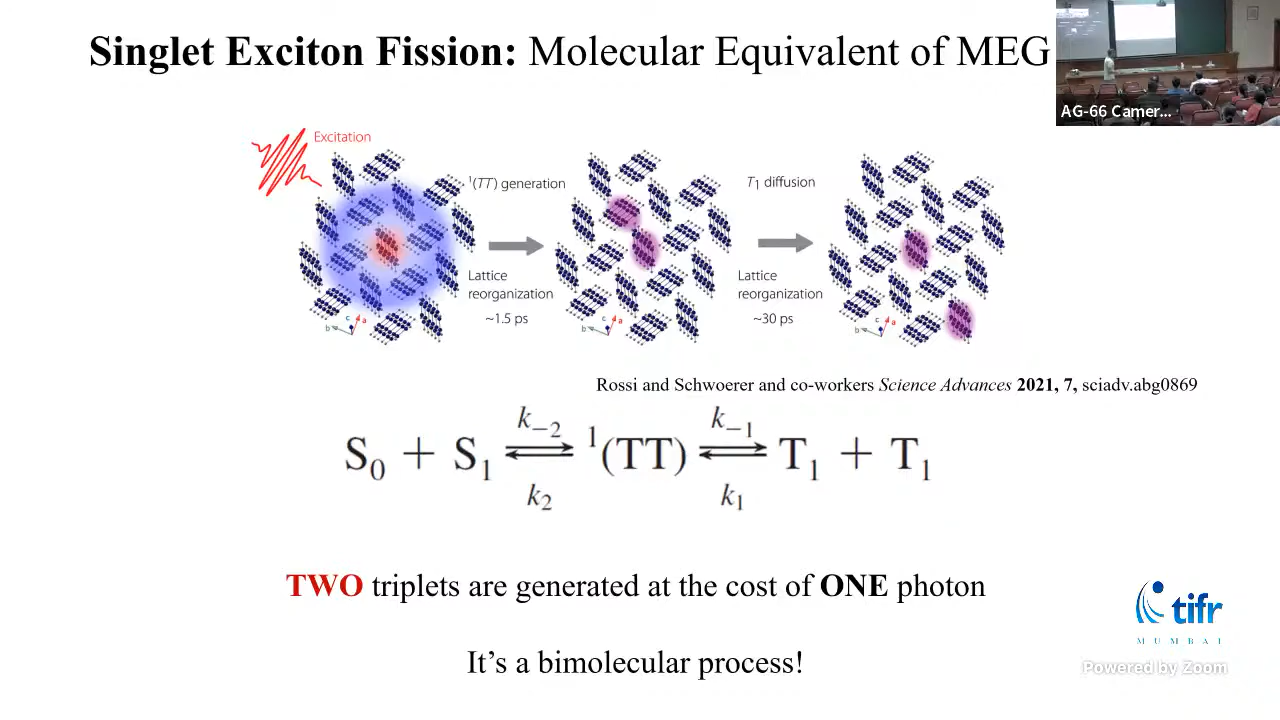 Singlet Exciton Fission: Molecular Equivalent of MEG
AG-66 Camer...
Excitation
¹(TT) generation
T₁ diffusion
Lattice
reorganization
~1.5 ps
Lattice
reorganization
~30 ps
c a
b
c a
b
c a
b
Rossi and Schwoerer and co-workers Science Advances 2021, 7, sciadv.abg0869
k₋₂ k₋₁
S₀ + S₁ ⇌ ¹(TT) ⇌ T₁ + T₁
k₂ k₁
TWO triplets are generated at the cost of ONE photon
It's a bimolecular process!
tifr
MUMBAI
Powered by Zoom